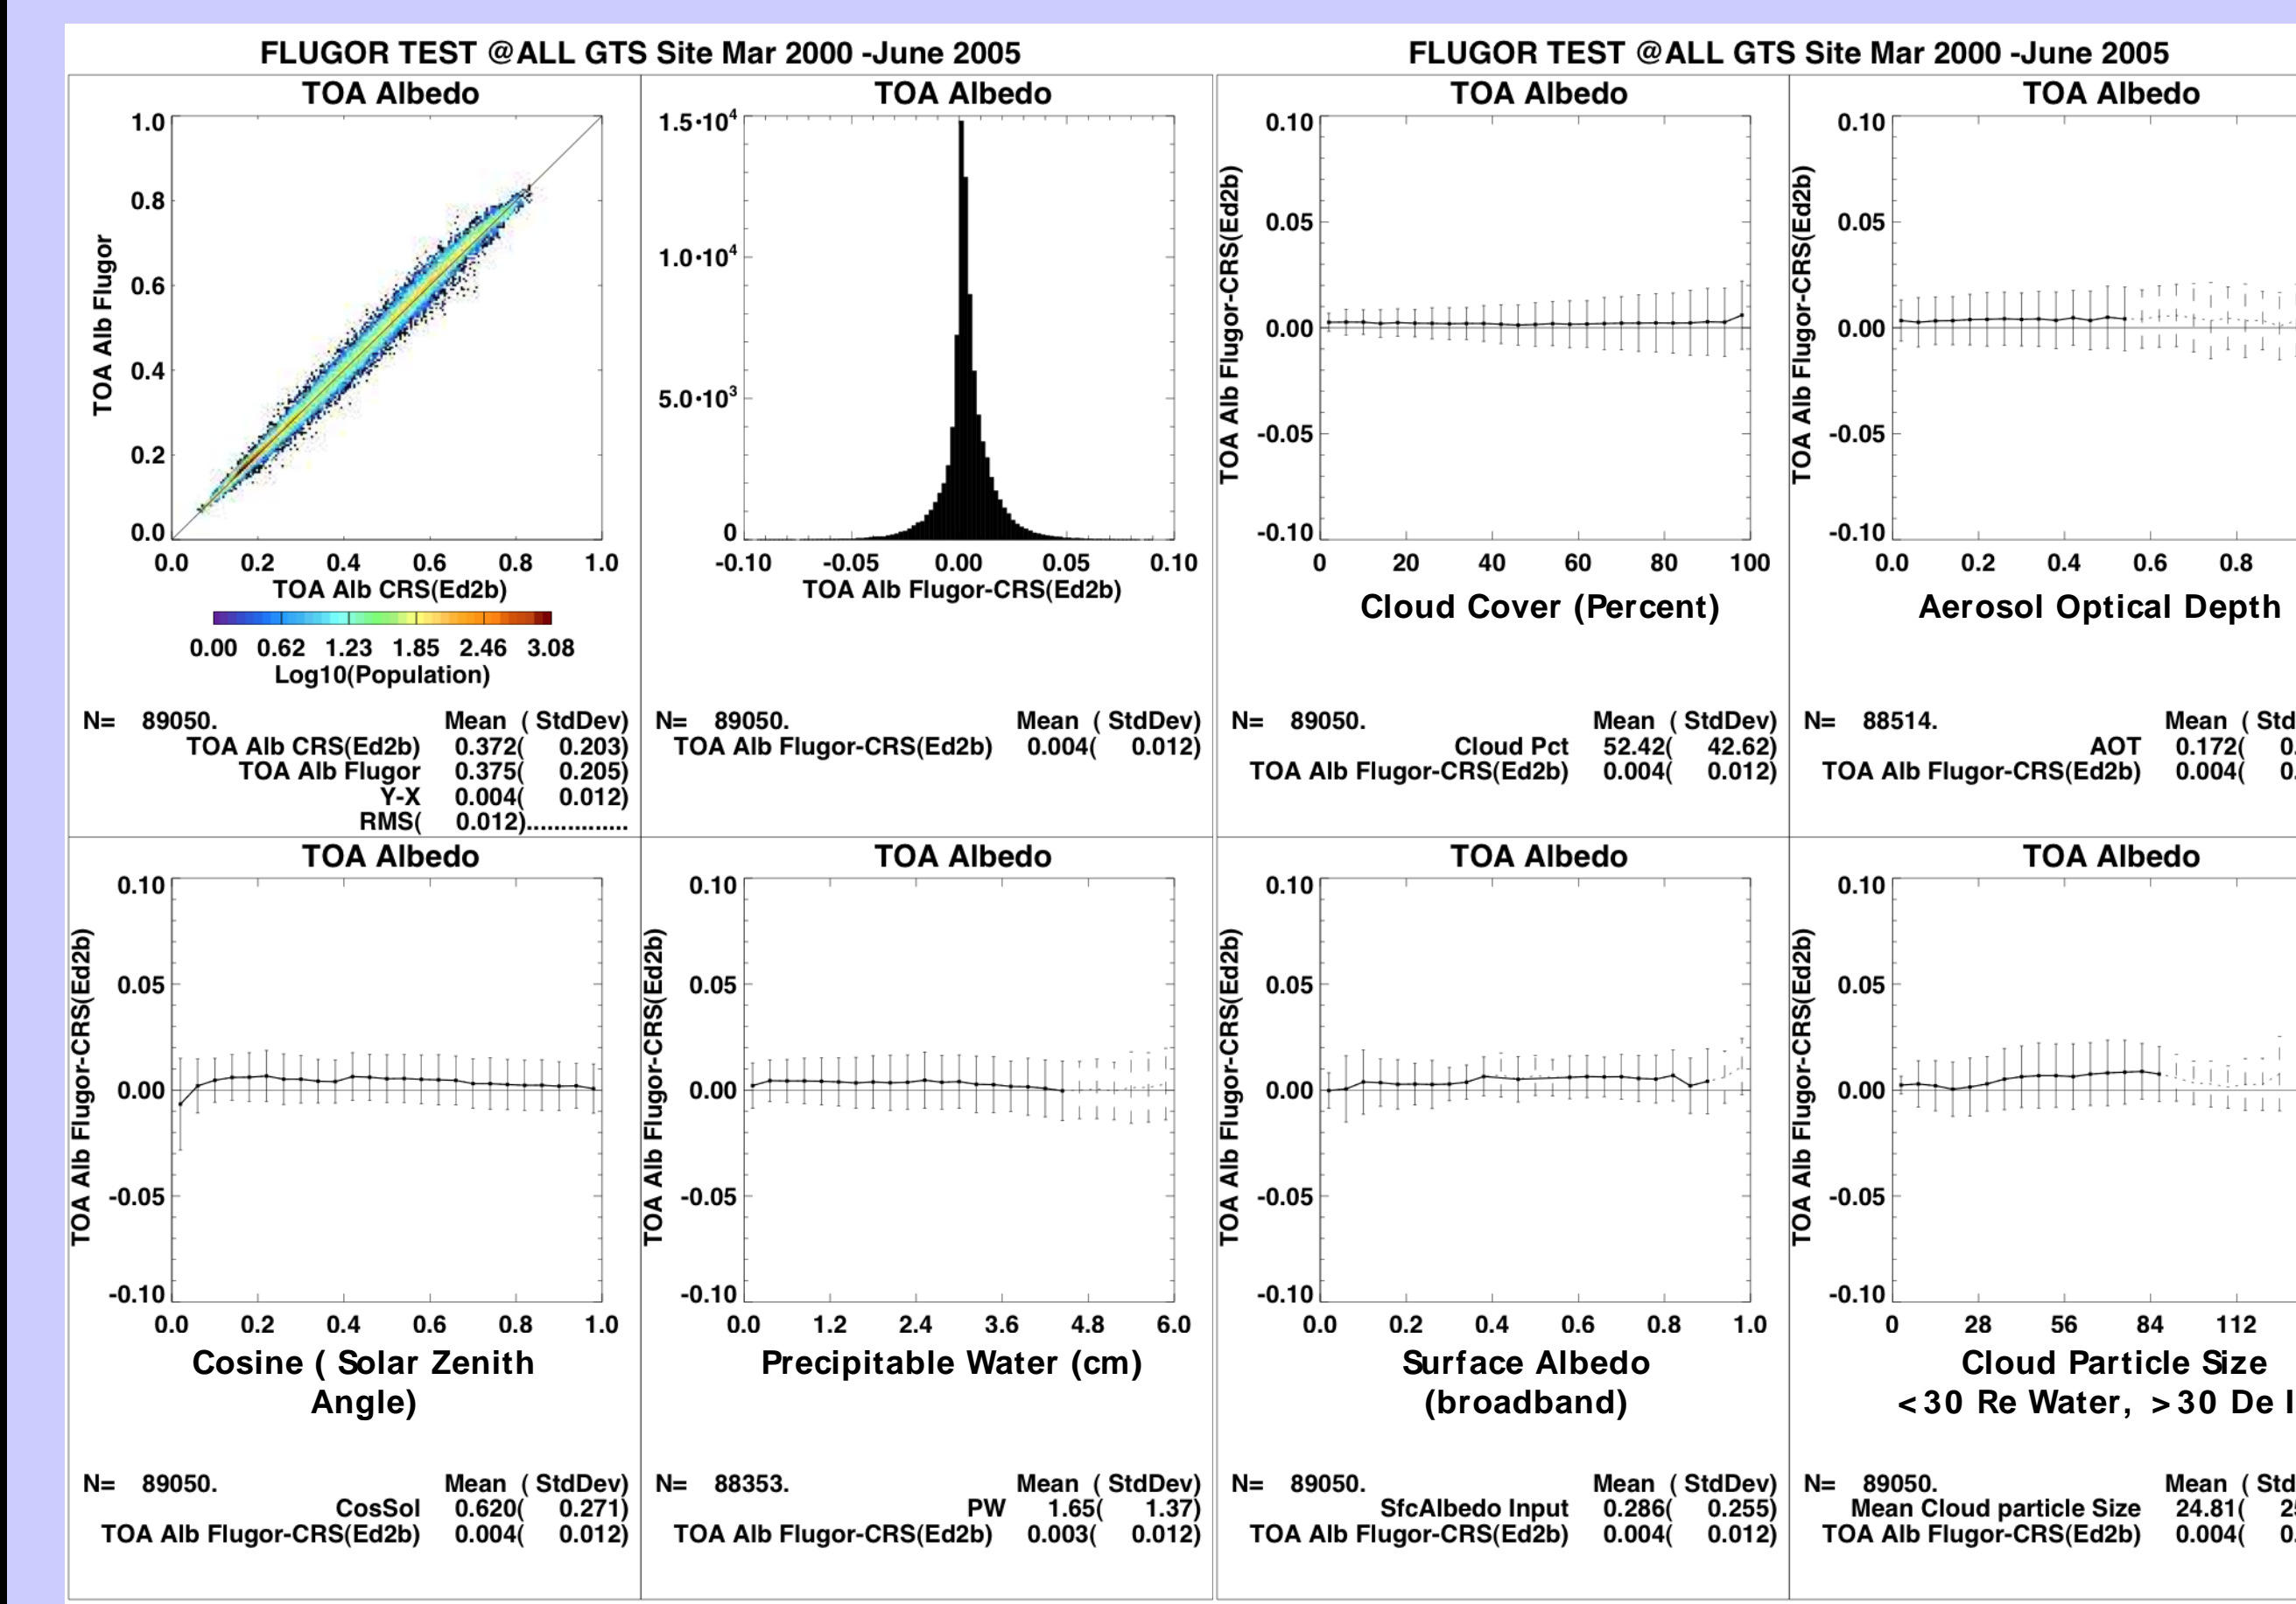 FLUGOR TEST @ALL GTS Site Mar 2000 -June 2005
TOA Albedo
1.0
0.8
0.6
0.4
0.2
0.0
TOA Alb Flugor
0.0 0.2 0.4 0.6 0.8 1.0
TOA Alb CRS(Ed2b)
0.00 0.62 1.23 1.85 2.46 3.08
Log10(Population)
N= 89050. Mean ( StdDev)
TOA Alb CRS(Ed2b) 0.372( 0.203)
TOA Alb Flugor 0.375( 0.205)
Y-X 0.004( 0.012)
RMS( 0.012)...............
TOA Albedo
1.5•10⁴
1.0•10⁴
5.0•10³
0
-0.10 -0.05 0.00 0.05 0.10
TOA Alb Flugor-CRS(Ed2b)
N= 89050. Mean ( StdDev)
TOA Alb Flugor-CRS(Ed2b) 0.004( 0.012)
FLUGOR TEST @ALL GTS Site Mar 2000 -June 2005
TOA Albedo
0.10
0.05
0.00
-0.05
-0.10
TOA Alb Flugor-CRS(Ed2b)
0 20 40 60 80 100
Cloud Cover (Percent)
N= 89050. Mean ( StdDev)
Cloud Pct 52.42( 42.62)
TOA Alb Flugor-CRS(Ed2b) 0.004( 0.012)
TOA Albedo
0.10
0.05
0.00
-0.05
-0.10
TOA Alb Flugor-CRS(Ed2b)
0.0 0.2 0.4 0.6 0.8
Aerosol Optical Depth
N= 88514. Mean (
AOT 0.172(
TOA Alb Flugor-CRS(Ed2b) 0.004(
TOA Albedo
0.10
0.05
0.00
-0.05
-0.10
TOA Alb Flugor-CRS(Ed2b)
0.0 0.2 0.4 0.6 0.8 1.0
Cosine ( Solar Zenith
Angle)
N= 89050. Mean ( StdDev)
CosSol 0.620( 0.271)
TOA Alb Flugor-CRS(Ed2b) 0.004( 0.012)
TOA Albedo
0.10
0.05
0.00
-0.05
-0.10
TOA Alb Flugor-CRS(Ed2b)
0.0 1.2 2.4 3.6 4.8 6.0
Precipitable Water (cm)
N= 88353. Mean ( StdDev)
PW 1.65( 1.37)
TOA Alb Flugor-CRS(Ed2b) 0.003( 0.012)
TOA Albedo
0.10
0.05
0.00
-0.05
-0.10
TOA Alb Flugor-CRS(Ed2b)
0.0 0.2 0.4 0.6 0.8 1.0
Surface Albedo
(broadband)
N= 89050. Mean ( StdDev)
SfcAlbedo Input 0.286( 0.255)
TOA Alb Flugor-CRS(Ed2b) 0.004( 0.012)
TOA Albedo
0.10
0.05
0.00
-0.05
-0.10
TOA Alb Flugor-CRS(Ed2b)
0 28 56 84 112
Cloud Particle Size
<30 Re Water, >30 De
N= 89050. Mean (
Mean Cloud particle Size 24.81(
TOA Alb Flugor-CRS(Ed2b) 0.004(